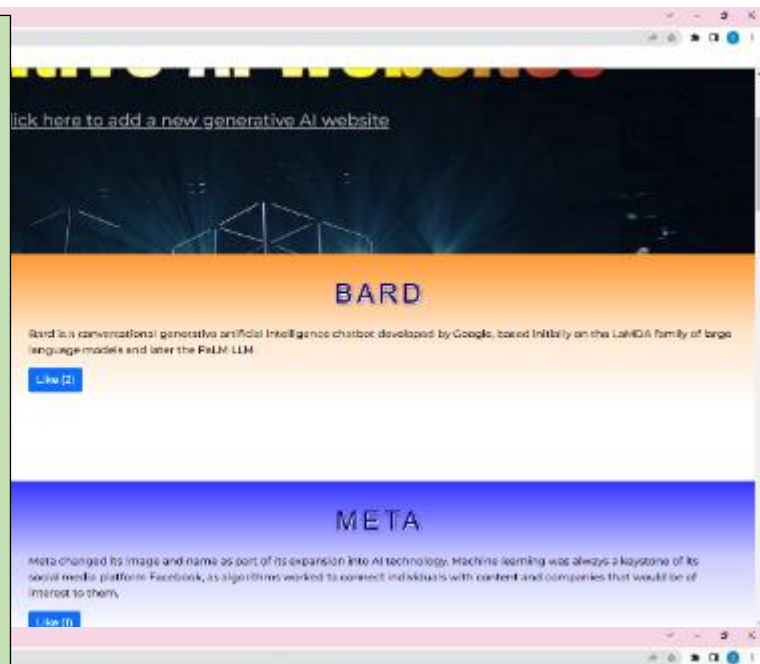 AI websites
lick here to add a new generative AI website
BARD
Bard is a conversational generative artificial intelligence chatbot developed by Google, based initially on the LaMDA family of large
language models and later the PaLM LLM
Like (2)
META
Meta changed its image and name as part of its expansion into AI technology. Machine learning was always a keystone of its
social media platform Facebook, as algorithms worked to connect individuals with content and companies that would be of
interest to them.
Like (1)